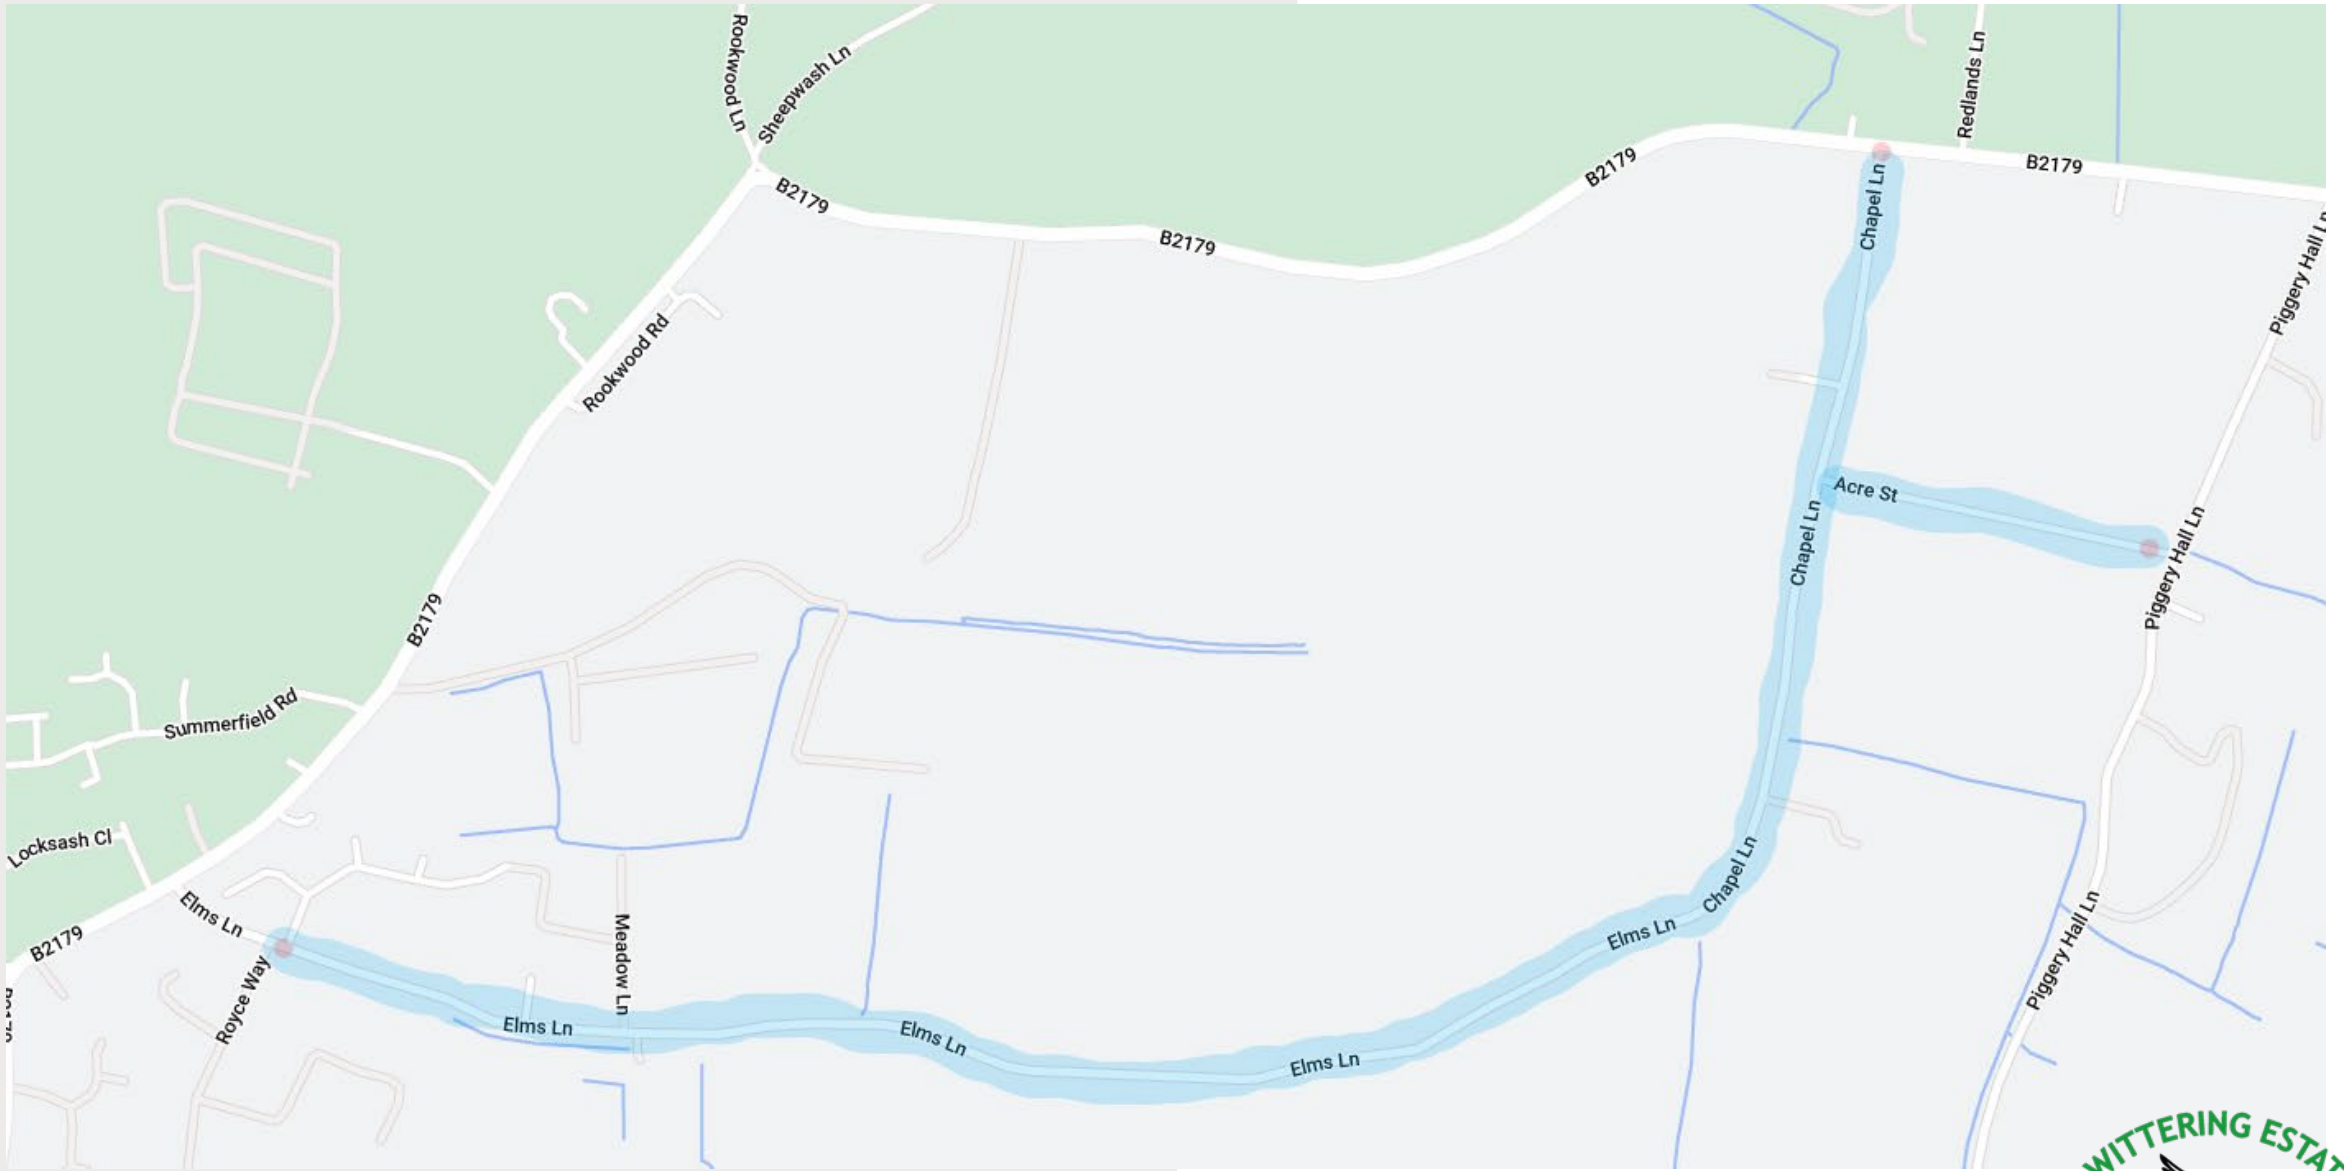 Rookwood Ln
Sheepwash Ln
Redlands Ln
B2179
B2179
B2179
B2179
Chapel Ln
Piggery Hall Ln
Rookwood Rd
Acre St
Chapel Ln
Piggery Hall Ln
B2179
Summerfield Rd
Locksash Cl
Chapel Ln
Elms Ln
B2179
Meadow Ln
Elms Ln
Piggery Hall Ln
Royce Way
Elms Ln
Elms Ln
Elms Ln
WITTERING ESTAT